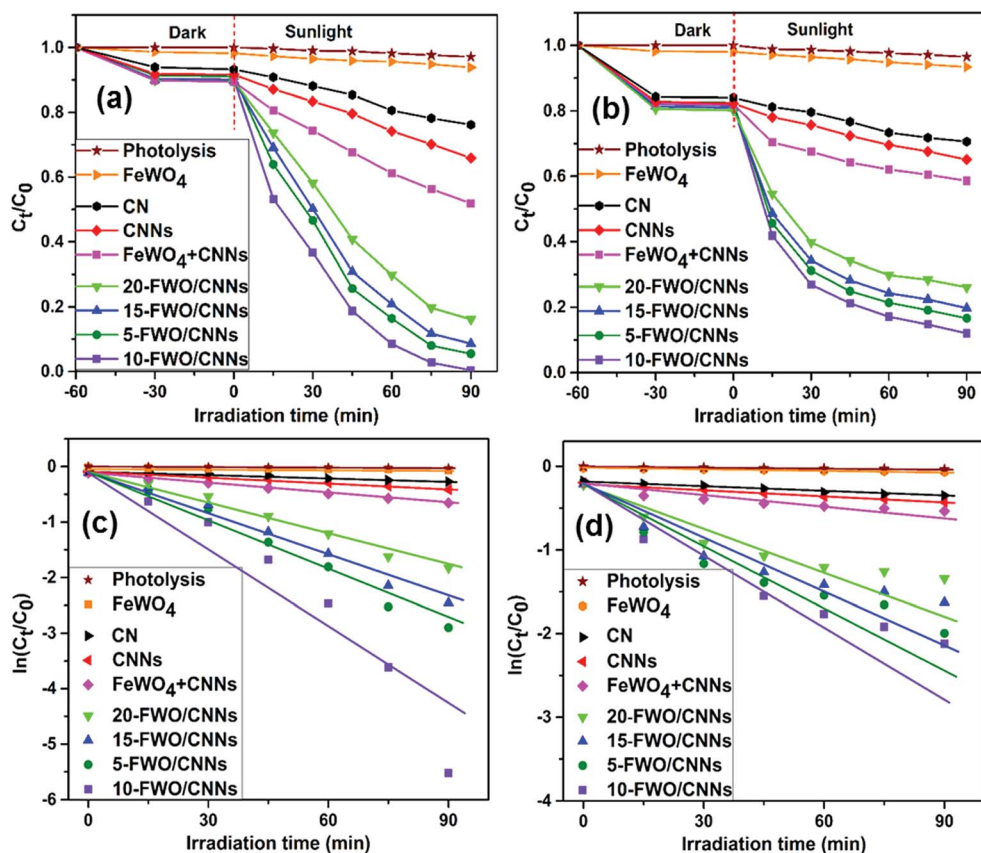 (a)
Dark
Sunlight
1.0
0.8
0.6
0.4
0.2
0.0
Ct/C0
Photolysis
FeWO4
CN
CNNs
FeWO4+CNNs
20-FWO/CNNs
15-FWO/CNNs
5-FWO/CNNs
10-FWO/CNNs
-60 -30 0 30 60 90
Irradiation time (min)
(b)
Dark
Sunlight
1.0
0.8
0.6
0.4
0.2
0.0
Ct/C0
Photolysis
FeWO4
CN
CNNs
FeWO4+CNNs
20-FWO/CNNs
15-FWO/CNNs
5-FWO/CNNs
10-FWO/CNNs
-60 -30 0 30 60 90
Irradiation time (min)
(c)
0
-1
-2
-3
-4
-5
-6
ln(Ct/C0)
Photolysis
FeWO4
CN
CNNs
FeWO4+CNNs
20-FWO/CNNs
15-FWO/CNNs
5-FWO/CNNs
10-FWO/CNNs
0 30 60 90
Irradiation time (min)
(d)
0
-1
-2
-3
-4
ln(Ct/C0)
Photolysis
FeWO4
CN
CNNs
FeWO4+CNNs
20-FWO/CNNs
15-FWO/CNNs
5-FWO/CNNs
10-FWO/CNNs
0 30 60 90
Irradiation time (min)